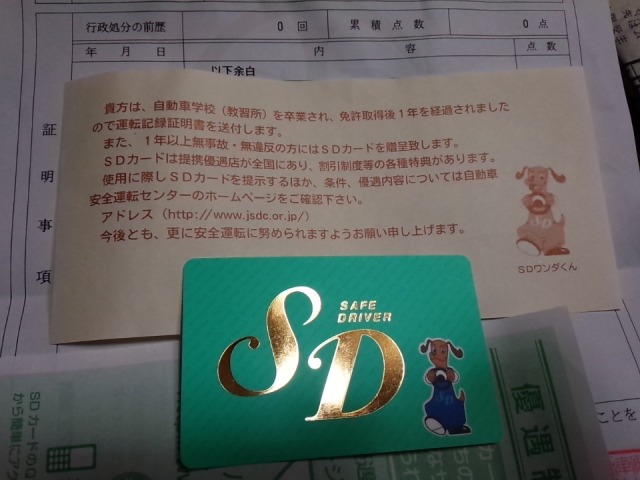 行政処分の前歴 0 回 累積点数 0 点
年 月 日 内 容 点数
以下余白
証明事項
貴方は、自動車学校（教習所）を卒業され、免許取得後１年を経過されました
ので運転記録証明書を送付します。
また、１年以上無事故・無違反の方にはＳＤカードを贈呈致します。
ＳＤカードは提携優遇店が全国にあり、割引制度等の各種特典があります。
使用に際しＳＤカードを提示するほか、条件、優遇内容については自動車
安全運転センターのホームページをご確認下さい。
アドレス（http://www.jsdc.or.jp/）
今後とも、更に安全運転に努められますようお願い申し上げます。
ＳＤワンダくん
SD
SAFE
DRIVER
優遇
SDカードのQ
から簡単にア
ことを